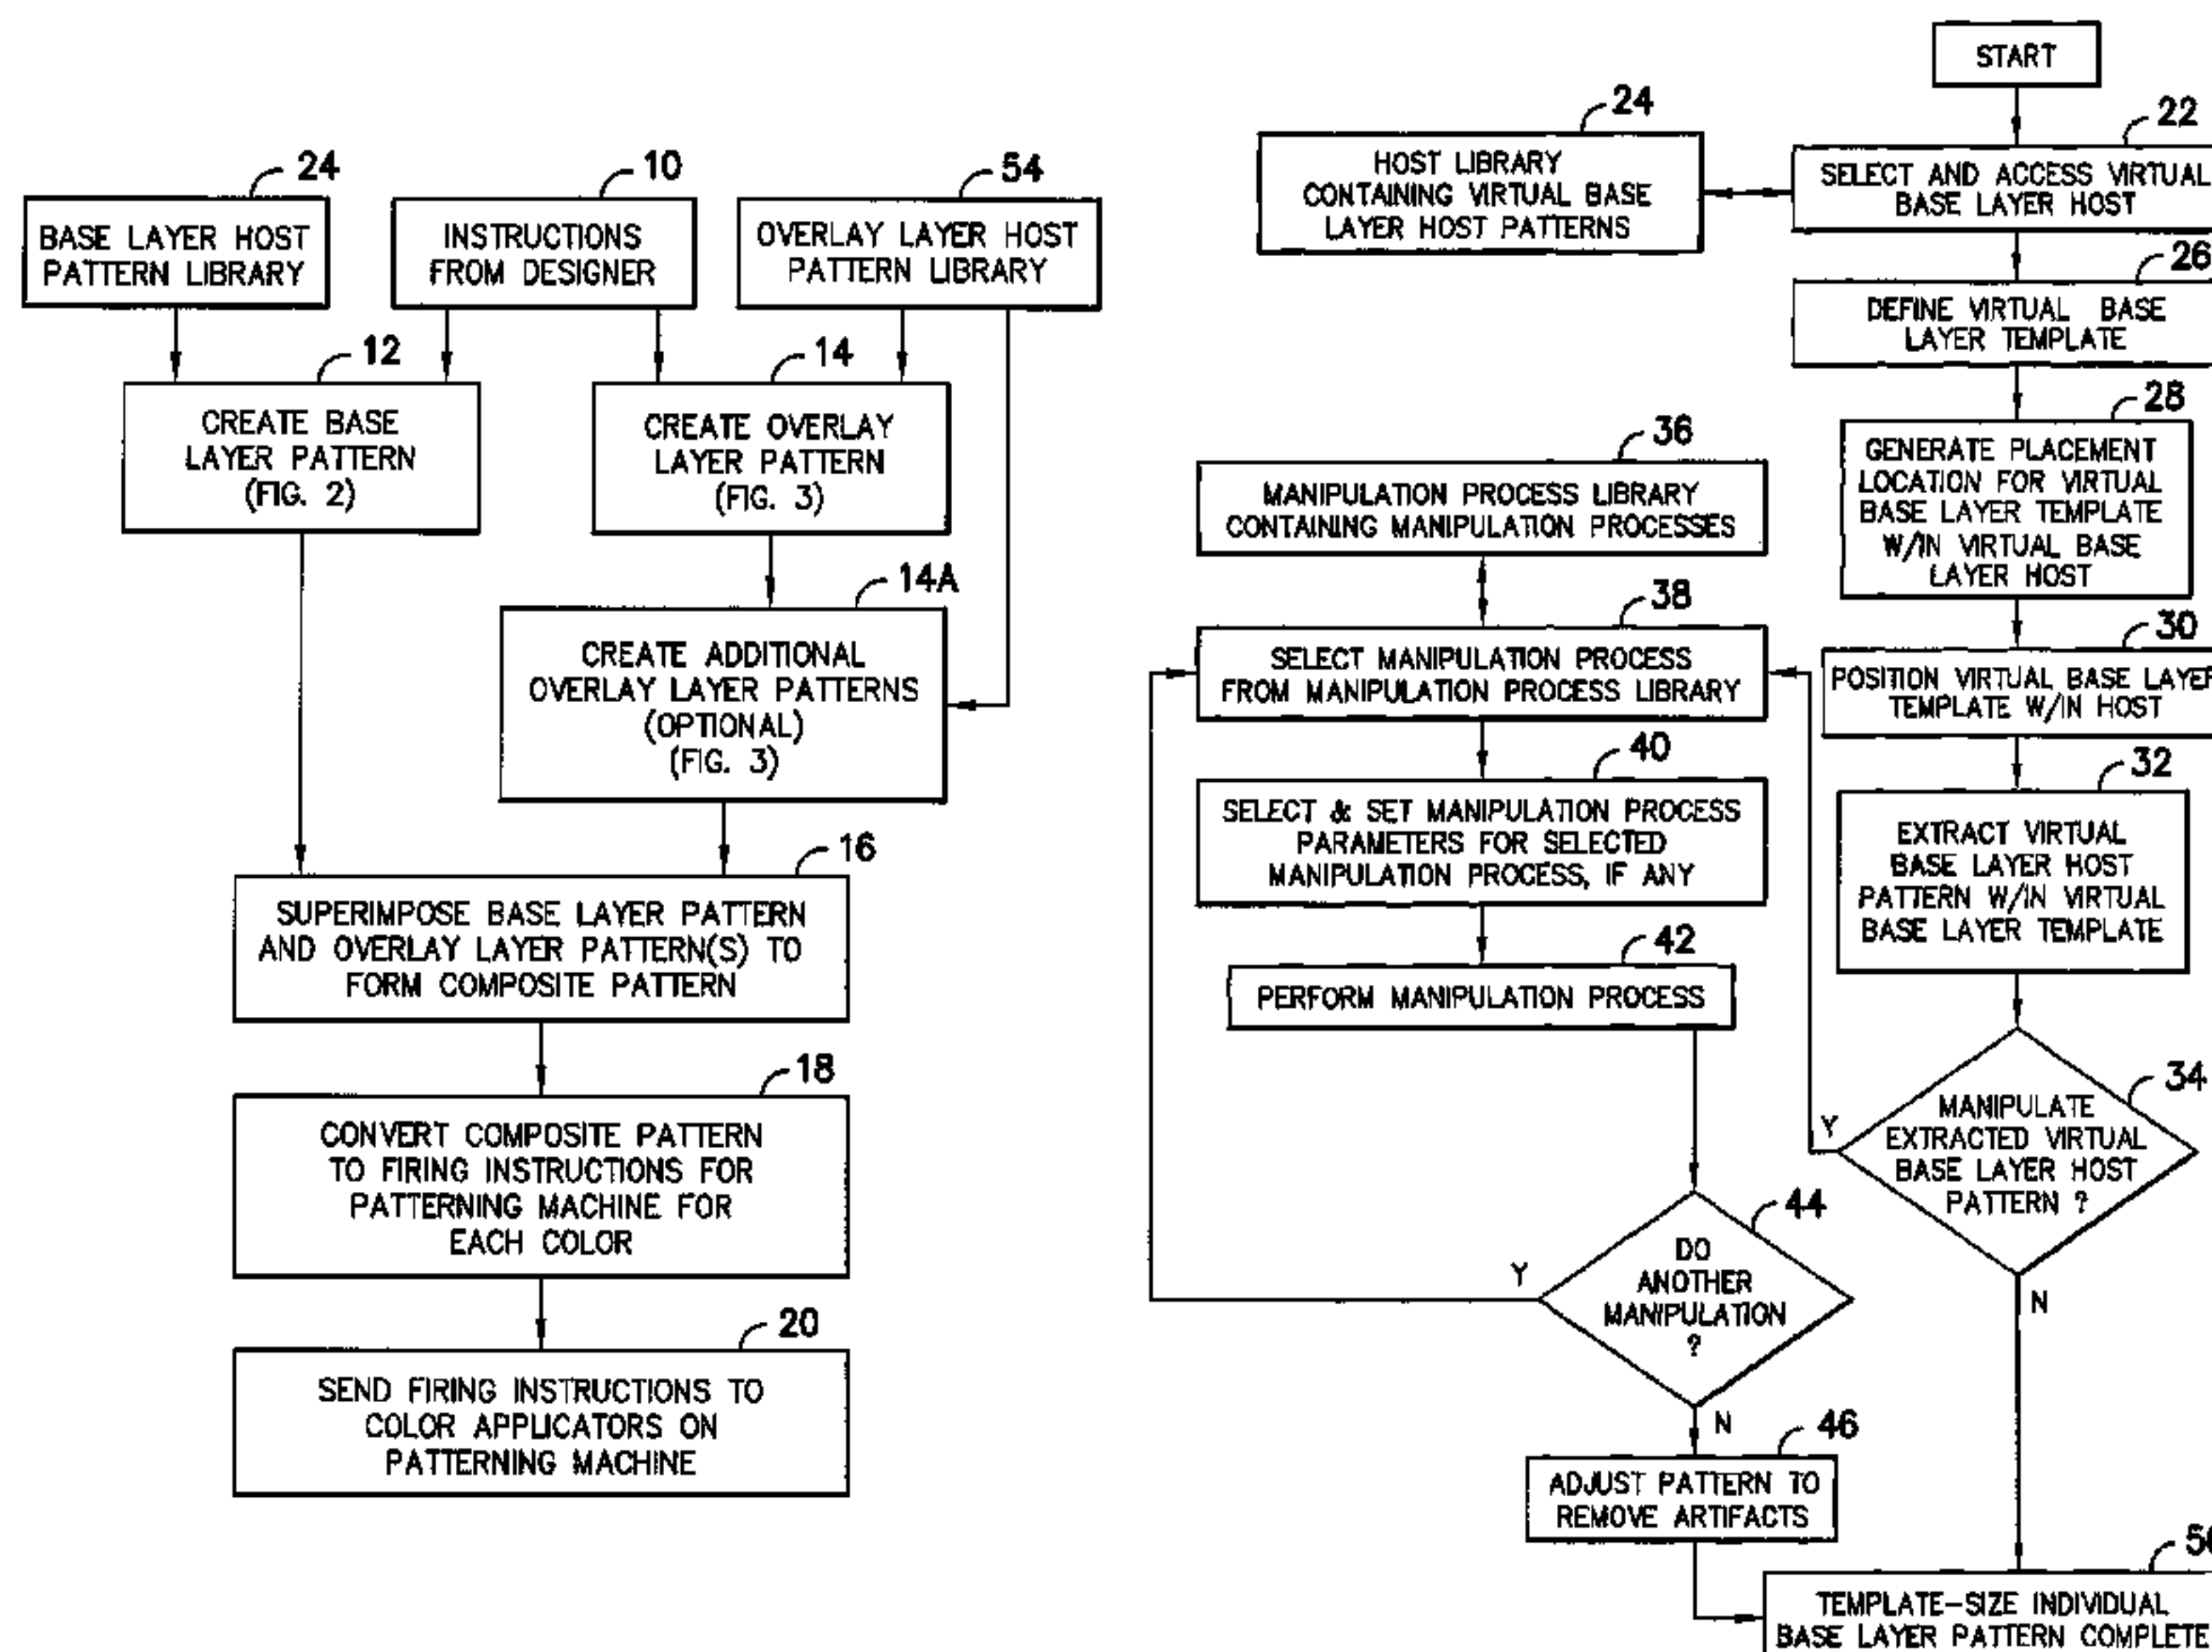 24
BASE LAYER HOST
PATTERN LIBRARY
10
INSTRUCTIONS
FROM DESIGNER
54
OVERLAY LAYER HOST
PATTERN LIBRARY
12
CREATE BASE
LAYER PATTERN
(FIG. 2)
14
CREATE OVERLAY
LAYER PATTERN
(FIG. 3)
14A
CREATE ADDITIONAL
OVERLAY LAYER PATTERNS
(OPTIONAL)
(FIG. 3)
16
SUPERIMPOSE BASE LAYER PATTERN
AND OVERLAY LAYER PATTERN(S) TO
FORM COMPOSITE PATTERN
18
CONVERT COMPOSITE PATTERN
TO FIRING INSTRUCTIONS FOR
PATTERNING MACHINE FOR
EACH COLOR
20
SEND FIRING INSTRUCTIONS TO
COLOR APPLICATORS ON
PATTERNING MACHINE
START
24
HOST LIBRARY
CONTAINING VIRTUAL BASE
LAYER HOST PATTERNS
22
SELECT AND ACCESS VIRTUAL
BASE LAYER HOST
26
DEFINE VIRTUAL BASE
LAYER TEMPLATE
28
GENERATE PLACEMENT
LOCATION FOR VIRTUAL
BASE LAYER TEMPLATE
W/IN VIRTUAL BASE
LAYER HOST
30
POSITION VIRTUAL BASE LAYER
TEMPLATE W/IN HOST
32
EXTRACT VIRTUAL
BASE LAYER HOST
PATTERN W/IN VIRTUAL
BASE LAYER TEMPLATE
34
MANIPULATE
EXTRACTED VIRTUAL
BASE LAYER HOST
PATTERN ?
Y
N
36
MANIPULATION PROCESS LIBRARY
CONTAINING MANIPULATION PROCESSES
38
SELECT MANIPULATION PROCESS
FROM MANIPULATION PROCESS LIBRARY
40
SELECT & SET MANIPULATION PROCESS
PARAMETERS FOR SELECTED
MANIPULATION PROCESS, IF ANY
42
PERFORM MANIPULATION PROCESS
44
DO
ANOTHER
MANIPULATION
?
Y
N
46
ADJUST PATTERN TO
REMOVE ARTIFACTS
TEMPLATE-SIZE INDIVIDUAL
BASE LAYER PATTERN COMPLETE